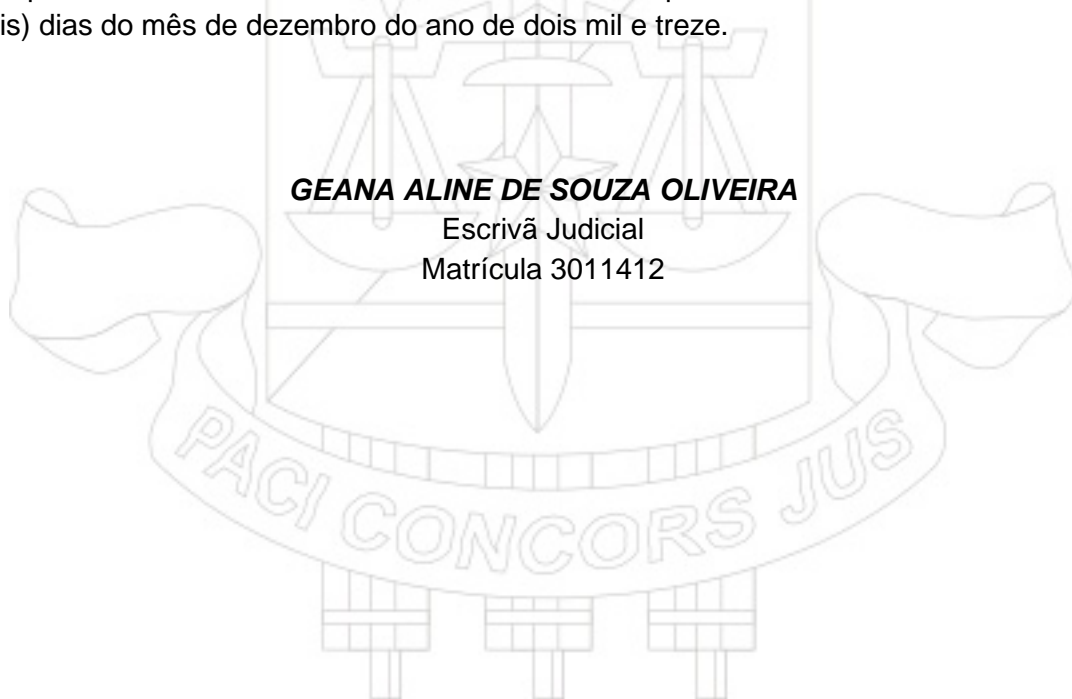 is) dias do mês de dezembro do ano de dois mil e treze.
GEANA ALINE DE SOUZA OLIVEIRA
Escrivã Judicial
Matrícula 3011412
PACI CONCORS JUS